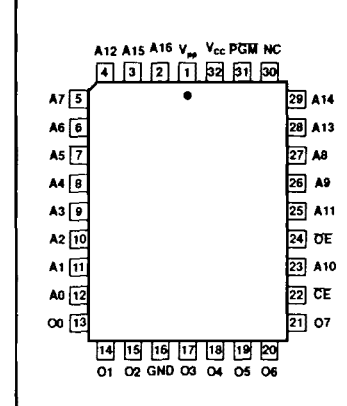 A12 A15 A16 Vpp Vcc P̅G̅M̅ NC
4 3 2 1 32 31 30
A7 5 29 A14
A6 6 28 A13
A5 7 27 A8
A4 8 26 A9
A3 9 25 A11
A2 10 24 O̅E̅
A1 11 23 A10
A0 12 22 C̅E̅
O0 13 21 O7
14 15 16 17 18 19 20
O1 O2 GND O3 O4 O5 O6